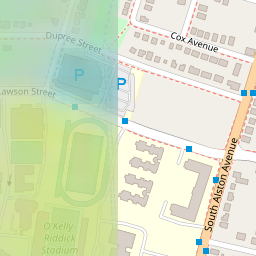 Cox Avenue
Dupree Street
P
P
Lawson Street
South Alston Avenue
O'Kelly
Riddick
Stadium